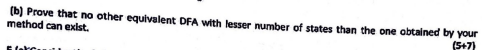 (b) Prove that no other equivalent DFA with lesser number of states than the one obtained by your
method can exist.
(5+7)